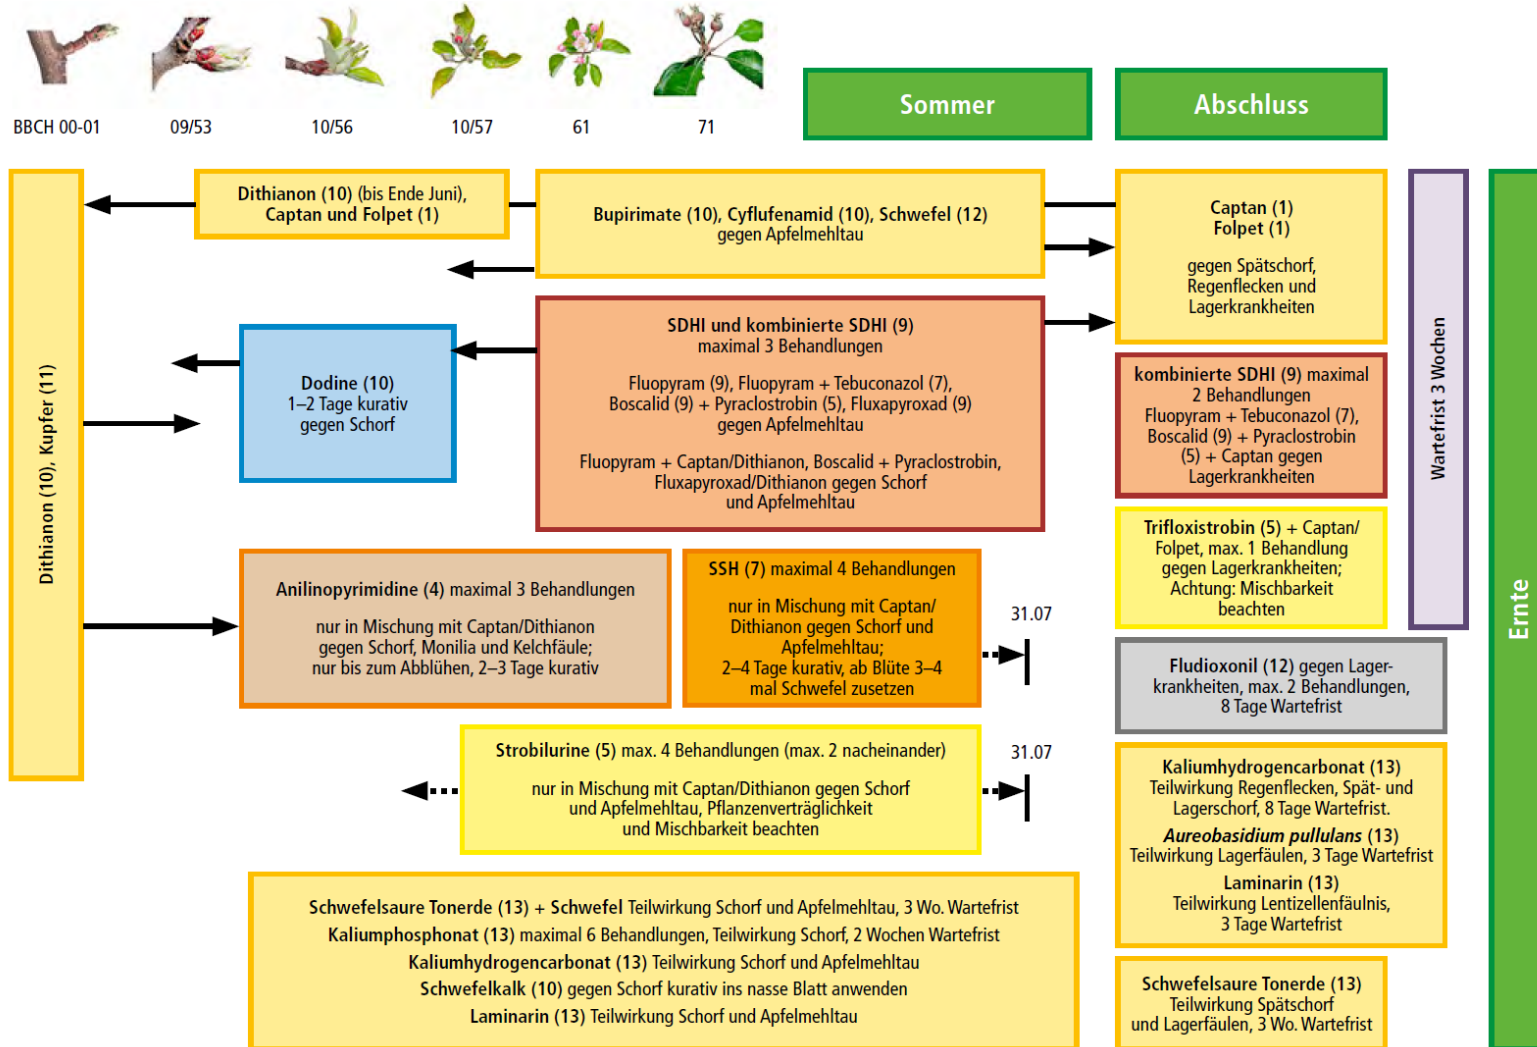 BBCH 00-01
09/53
10/56
10/57
61
71
Sommer
Abschluss
Dithianon (10), Kupfer (11)
Dithianon (10) (bis Ende Juni),
Captan und Folpet (1)
Bupirimate (10), Cyflufenamid (10), Schwefel (12)
gegen Apfelmehltau
Captan (1)
Folpet (1)
gegen Spätschorf,
Regenflecken und
Lagerkrankheiten
Wartefrist 3 Wochen
Ernte
Dodine (10)
1–2 Tage kurativ
gegen Schorf
SDHI und kombinierte SDHI (9)
maximal 3 Behandlungen
Fluopyram (9), Fluopyram + Tebuconazol (7),
Boscalid (9) + Pyraclostrobin (5), Fluxapyroxad (9)
gegen Apfelmehltau
Fluopyram + Captan/Dithianon, Boscalid + Pyraclostrobin,
Fluxapyroxad/Dithianon gegen Schorf
und Apfelmehltau
kombinierte SDHI (9) maximal
2 Behandlungen
Fluopyram + Tebuconazol (7),
Boscalid (9) + Pyraclostrobin
(5) + Captan gegen
Lagerkrankheiten
Trifloxistrobin (5) + Captan/
Folpet, max. 1 Behandlung
gegen Lagerkrankheiten;
Achtung: Mischbarkeit
beachten
Anilinopyrimidine (4) maximal 3 Behandlungen
nur in Mischung mit Captan/Dithianon
gegen Schorf, Monilia und Kelchfäule;
nur bis zum Abblühen, 2–3 Tage kurativ
SSH (7) maximal 4 Behandlungen
nur in Mischung mit Captan/
Dithianon gegen Schorf und
Apfelmehltau;
2–4 Tage kurativ, ab Blüte 3–4
mal Schwefel zusetzen
31.07
Fludioxonil (12) gegen Lager-
krankheiten, max. 2 Behandlungen,
8 Tage Wartefrist
Strobilurine (5) max. 4 Behandlungen (max. 2 nacheinander)
nur in Mischung mit Captan/Dithianon gegen Schorf
und Apfelmehltau, Pflanzenverträglichkeit
und Mischbarkeit beachten
31.07
Kaliumhydrogencarbonat (13)
Teilwirkung Regenflecken, Spät- und
Lagerschorf, 8 Tage Wartefrist.
Aureobasidium pullulans (13)
Teilwirkung Lagerfäulen, 3 Tage Wartefrist
Laminarin (13)
Teilwirkung Lentizellenfäulnis,
3 Tage Wartefrist
Schwefelsaure Tonerde (13) + Schwefel Teilwirkung Schorf und Apfelmehltau, 3 Wo. Wartefrist
Kaliumphosphonat (13) maximal 6 Behandlungen, Teilwirkung Schorf, 2 Wochen Wartefrist
Kaliumhydrogencarbonat (13) Teilwirkung Schorf und Apfelmehltau
Schwefelkalk (10) gegen Schorf kurativ ins nasse Blatt anwenden
Laminarin (13) Teilwirkung Schorf und Apfelmehltau
Schwefelsaure Tonerde (13)
Teilwirkung Spätschorf
und Lagerfäulen, 3 Wo. Wartefrist